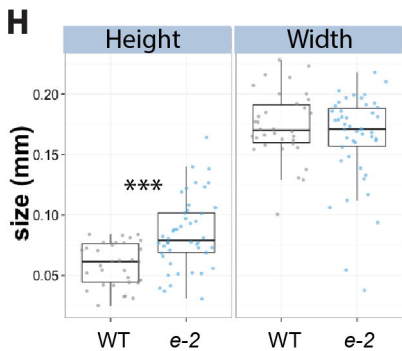 H
Height Width
size (mm)
0.20
0.15
0.10
0.05
***
WT e-2 WT e-2